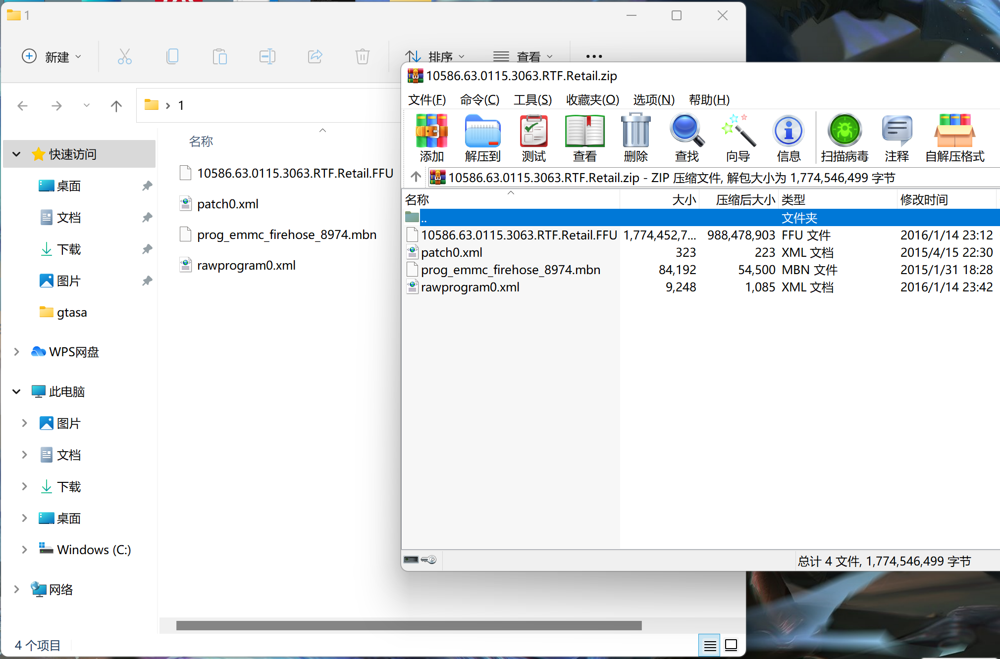 1
新建
排序
查看
1
名称
快速访问
桌面
文档
下载
图片
gtasa
WPS网盘
此电脑
图片
文档
下载
桌面
Windows (C:)
网络
10586.63.0115.3063.RTF.Retail.FFU
patch0.xml
prog_emmc_firehose_8974.mbn
rawprogram0.xml
4 个项目
10586.63.0115.3063.RTF.Retail.zip
文件(F) 命令(C) 工具(S) 收藏夹(O) 选项(N) 帮助(H)
添加 解压到 测试 查看 删除 查找 向导 信息 扫描病毒 注释 自解压格式
10586.63.0115.3063.RTF.Retail.zip - ZIP 压缩文件, 解包大小为 1,774,546,499 字节
名称 大小 压缩后大小 类型 修改时间
.. 文件夹
10586.63.0115.3063.RTF.Retail.FFU 1,774,452,7... 988,478,903 FFU 文件 2016/1/14 23:12
patch0.xml 323 223 XML 文档 2015/4/15 22:30
prog_emmc_firehose_8974.mbn 84,192 54,500 MBN 文件 2015/1/31 18:28
rawprogram0.xml 9,248 1,085 XML 文档 2016/1/14 23:42
总计 4 文件, 1,774,546,499 字节